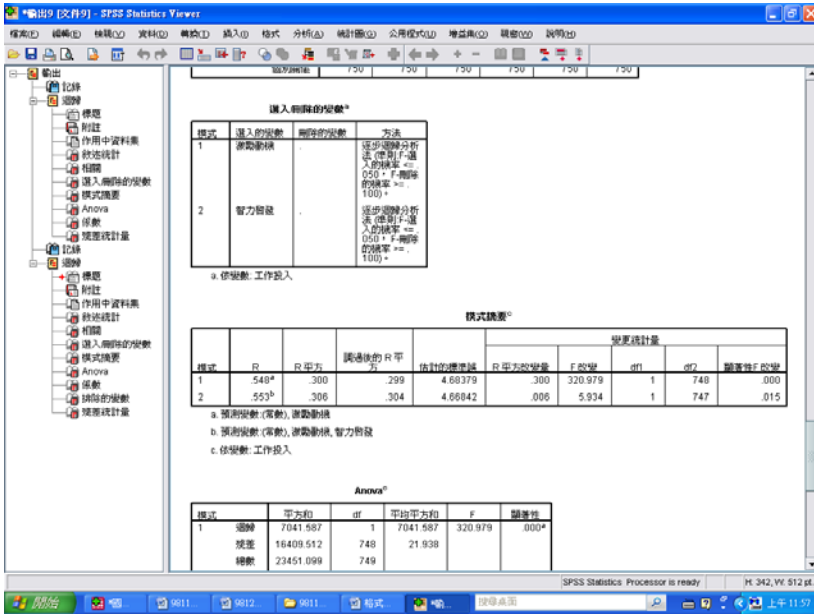 *輸出9 [文件9] - SPSS Statistics Viewer
檔案(F) 編輯(E) 檢視(V) 資料(D) 轉換(T) 插入(I) 格式 分析(A) 統計圖(G) 公用程式(U) 增益集(O) 視窗(W) 說明(H)
輸出
記錄
迴歸
標題
附註
作用中資料集
敘述統計
相關
選入/刪除的變數
模式摘要
Anova
係數
殘差統計量
記錄
迴歸
標題
附註
作用中資料集
敘述統計
相關
選入/刪除的變數
模式摘要
Anova
係數
排除的變數
殘差統計量
750 750 750 750 750
選入/刪除的變數a
模式 選入的變數 刪除的變數 方法
1 激勵動機 . 逐步迴歸分析
法 (準則:F-選
入的機率 <= .
050，F-刪除
的機率 >= .
100)。
2 智力啓發 . 逐步迴歸分析
法 (準則:F-選
入的機率 <= .
050，F-刪除
的機率 >= .
100)。
a. 依變數: 工作投入
模式摘要c
變更統計量
模式 R R 平方 調過後的 R 平方 估計的標準誤 R 平方改變量 F 改變 df1 df2 顯著性F 改變
1 .548a .300 .299 4.68379 .300 320.979 1 748 .000
2 .553b .306 .304 4.66842 .006 5.934 1 747 .015
a. 預測變數:(常數), 激勵動機
b. 預測變數:(常數), 激勵動機, 智力啓發
c. 依變數: 工作投入
Anovac
模式 平方和 df 平均平方和 F 顯著性
1 迴歸 7041.587 1 7041.587 320.979 .000a
殘差 16409.512 748 21.938
總數 23451.099 749
SPSS Statistics Processor is ready H: 342, W: 512 pt.
開始 9811... 9812... 9811... 格式... 搜尋桌面 上午 11:57